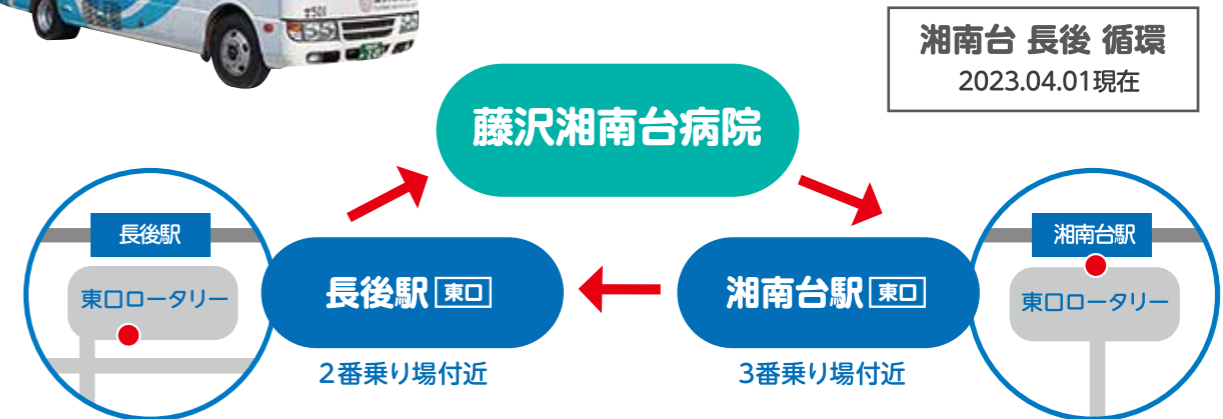 湘南台 長後 循環
2023.04.01現在
藤沢湘南台病院
長後駅
東口ロータリー
長後駅 東口
2番乗り場付近
湘南台駅 東口
3番乗り場付近
湘南台駅
東口ロータリー